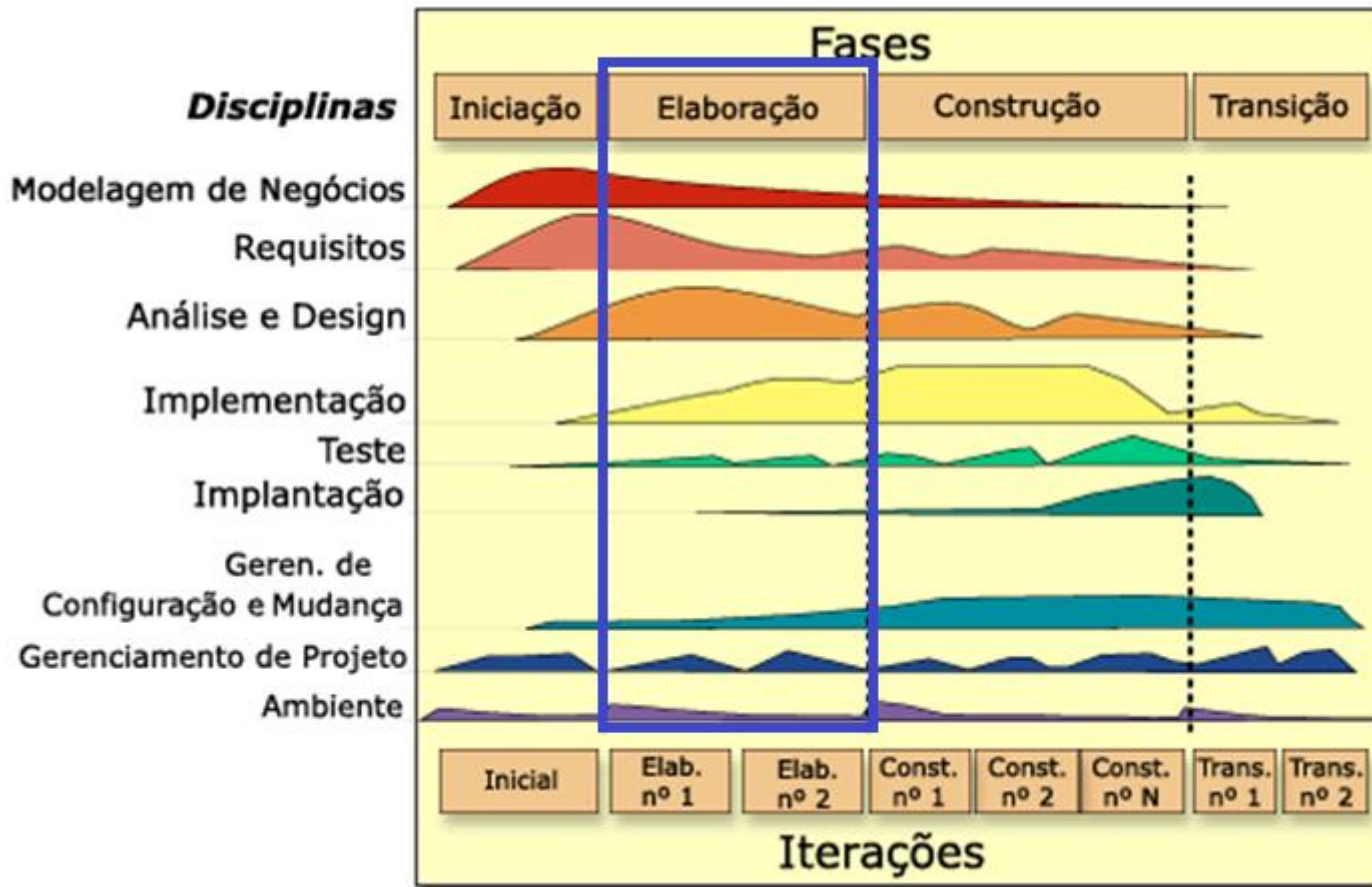 Fases
Disciplinas
Iniciação
Elaboração
Construção
Transição
Modelagem de Negócios
Requisitos
Análise e Design
Implementação
Teste
Implantação
Geren. de
Configuração e Mudança
Gerenciamento de Projeto
Ambiente
Inicial
Elab.
nº 1
Elab.
nº 2
Const.
nº 1
Const.
nº 2
Const.
nº N
Trans.
nº 1
Trans.
nº 2
Iterações